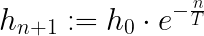 h_{n+1} := h_0 \cdot e^{-\frac{n}{T}}